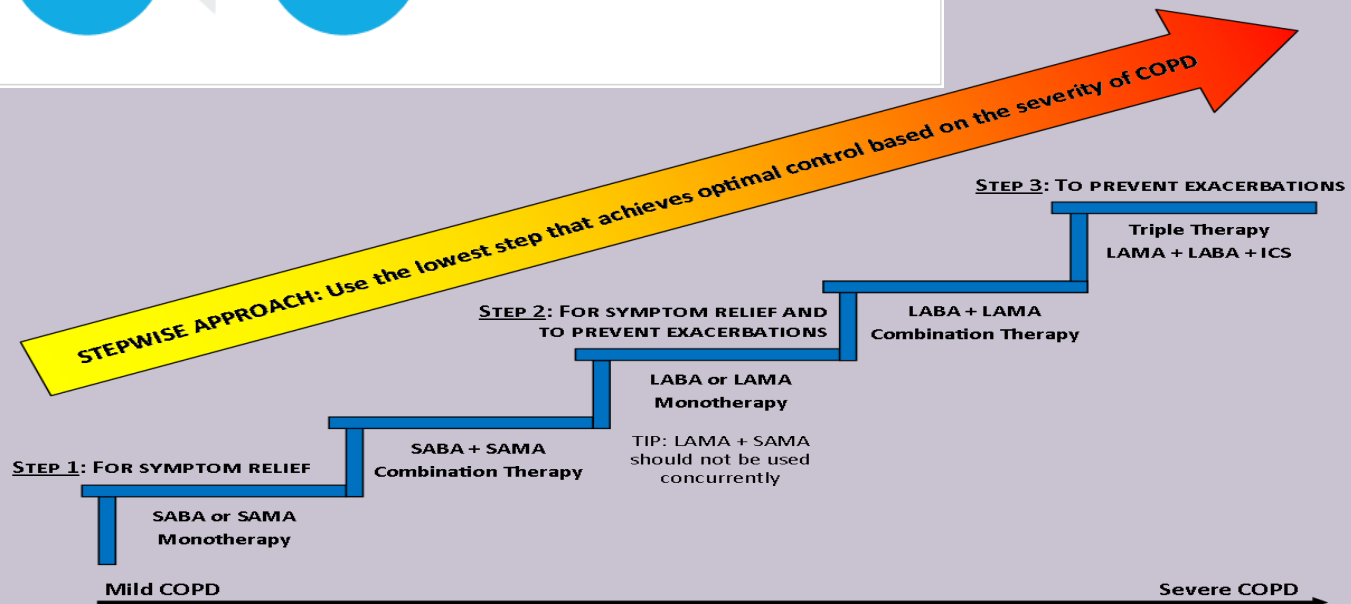 STEPWISE APPROACH: Use the lowest step that achieves optimal control based on the severity of COPD
STEP 3: TO PREVENT EXACERBATIONS
Triple Therapy
LAMA + LABA + ICS
STEP 2: FOR SYMPTOM RELIEF AND
TO PREVENT EXACERBATIONS
LABA + LAMA
Combination Therapy
LABA or LAMA
Monotherapy
TIP: LAMA + SAMA
should not be used
concurrently
SABA + SAMA
Combination Therapy
STEP 1: FOR SYMPTOM RELIEF
SABA or SAMA
Monotherapy
Mild COPD
Severe COPD